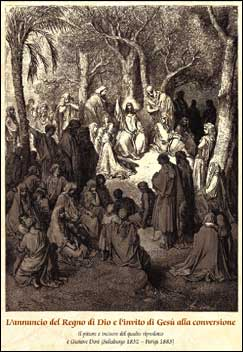 L'annuncio del Regno di Dio e l'invito di Gesù alla conversione
Il pittore e incisore del quadro riprodotto
è Gustave Doré (Strasburgo 1832 - Parigi 1883)